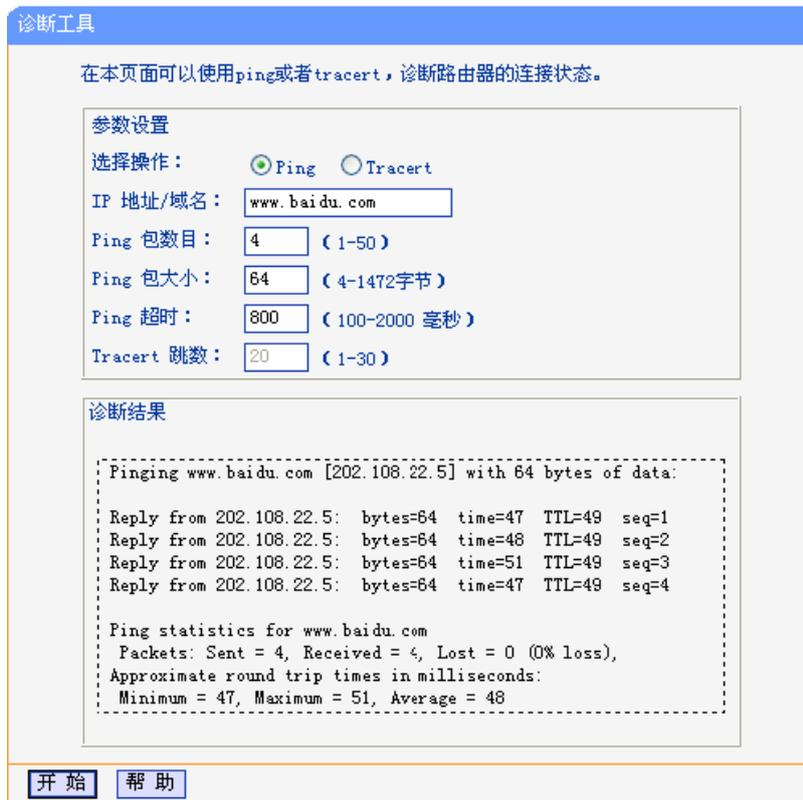 诊断工具
在本页面可以使用ping或者tracert，诊断路由器的连接状态。
参数设置
选择操作： Ping Tracert
IP 地址/域名： www.baidu.com
Ping 包数目： 4 （1-50）
Ping 包大小： 64 （4-1472字节）
Ping 超时： 800 （100-2000 毫秒）
Tracert 跳数： 20 （1-30）
诊断结果
Pinging www.baidu.com [202.108.22.5] with 64 bytes of data:
Reply from 202.108.22.5: bytes=64 time=47 TTL=49 seq=1
Reply from 202.108.22.5: bytes=64 time=48 TTL=49 seq=2
Reply from 202.108.22.5: bytes=64 time=51 TTL=49 seq=3
Reply from 202.108.22.5: bytes=64 time=47 TTL=49 seq=4
Ping statistics for www.baidu.com
Packets: Sent = 4, Received = 4, Lost = 0 (0% loss),
Approximate round trip times in milliseconds:
Minimum = 47, Maximum = 51, Average = 48
开 始 帮 助